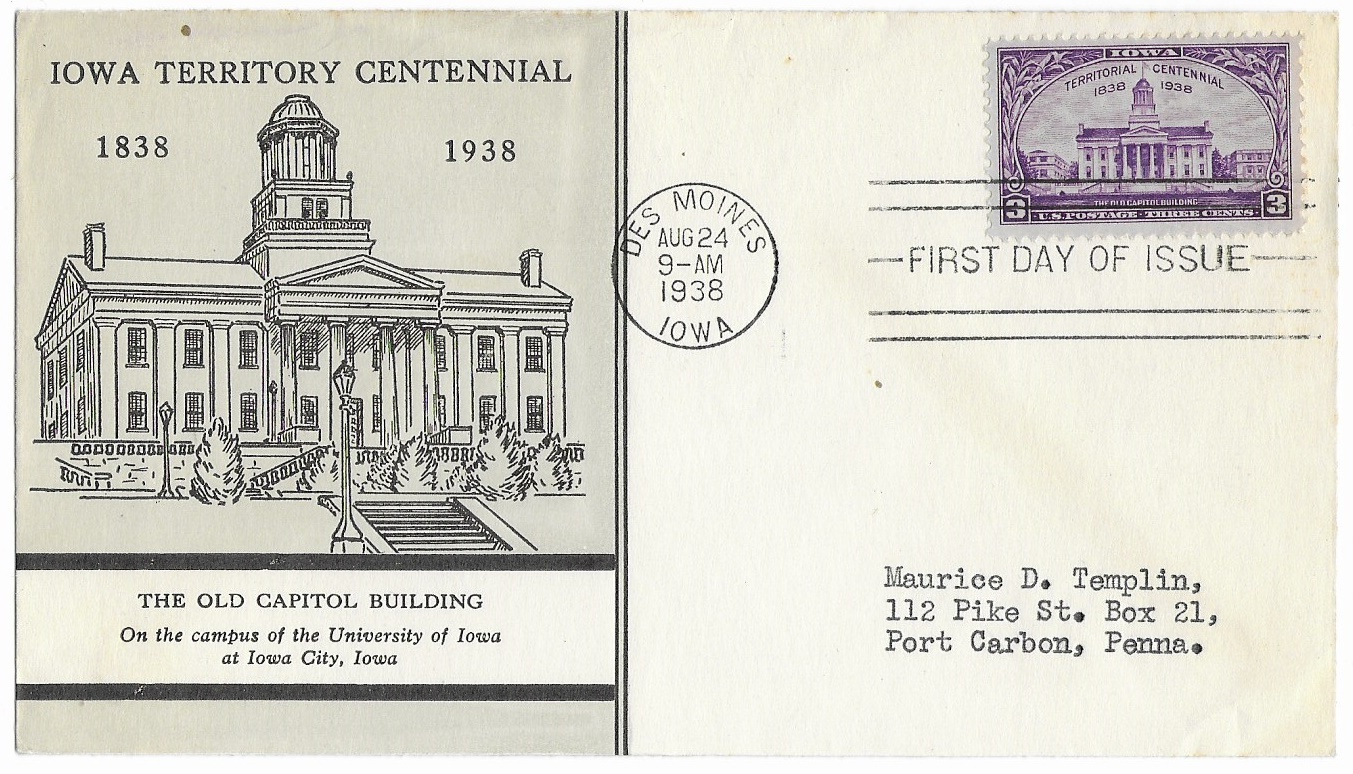 IOWA TERRITORY CENTENNIAL
1838 1938
THE OLD CAPITOL BUILDING
On the campus of the University of Iowa
at Iowa City, Iowa
DES MOINES
AUG 24
9-AM
1938
IOWA
IOWA
TERRITORIAL CENTENNIAL
1838 1938
THE OLD CAPITOL BUILDING
3 U.S. POSTAGE · THREE CENTS 3
FIRST DAY OF ISSUE
Maurice D. Templin,
112 Pike St. Box 21,
Port Carbon, Penna.